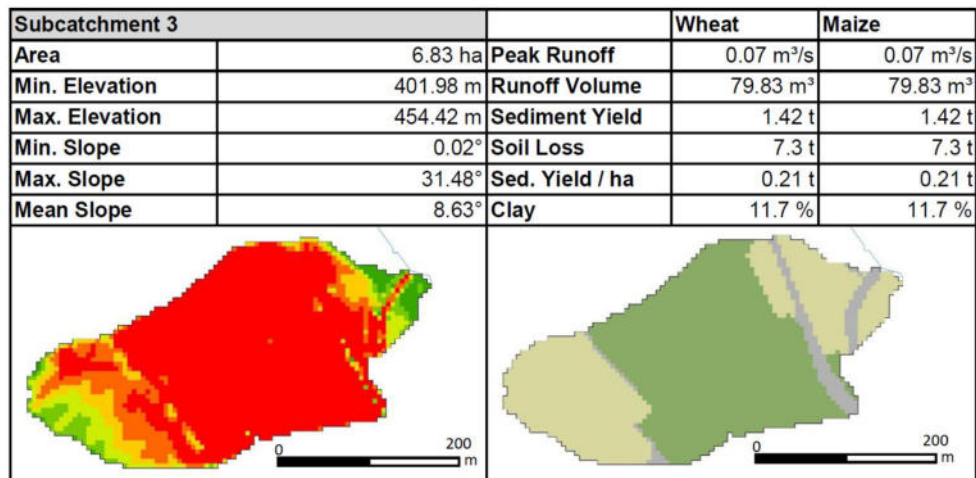 Subcatchment 3 Wheat Maize
Area 6.83 ha Peak Runoff 0.07 m³/s 0.07 m³/s
Min. Elevation 401.98 m Runoff Volume 79.83 m³ 79.83 m³
Max. Elevation 454.42 m Sediment Yield 1.42 t 1.42 t
Min. Slope 0.02° Soil Loss 7.3 t 7.3 t
Max. Slope 31.48° Sed. Yield / ha 0.21 t 0.21 t
Mean Slope 8.63° Clay 11.7 % 11.7 %
0 200 m
0 200 m